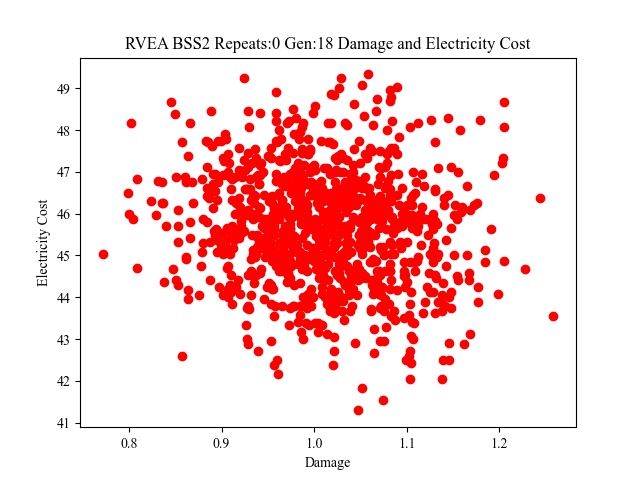 RVEA BSS2 Repeats:0 Gen:18 Damage and Electricity Cost
Electricity Cost
49
48
47
46
45
44
43
42
41
0.8 0.9 1.0 1.1 1.2
Damage